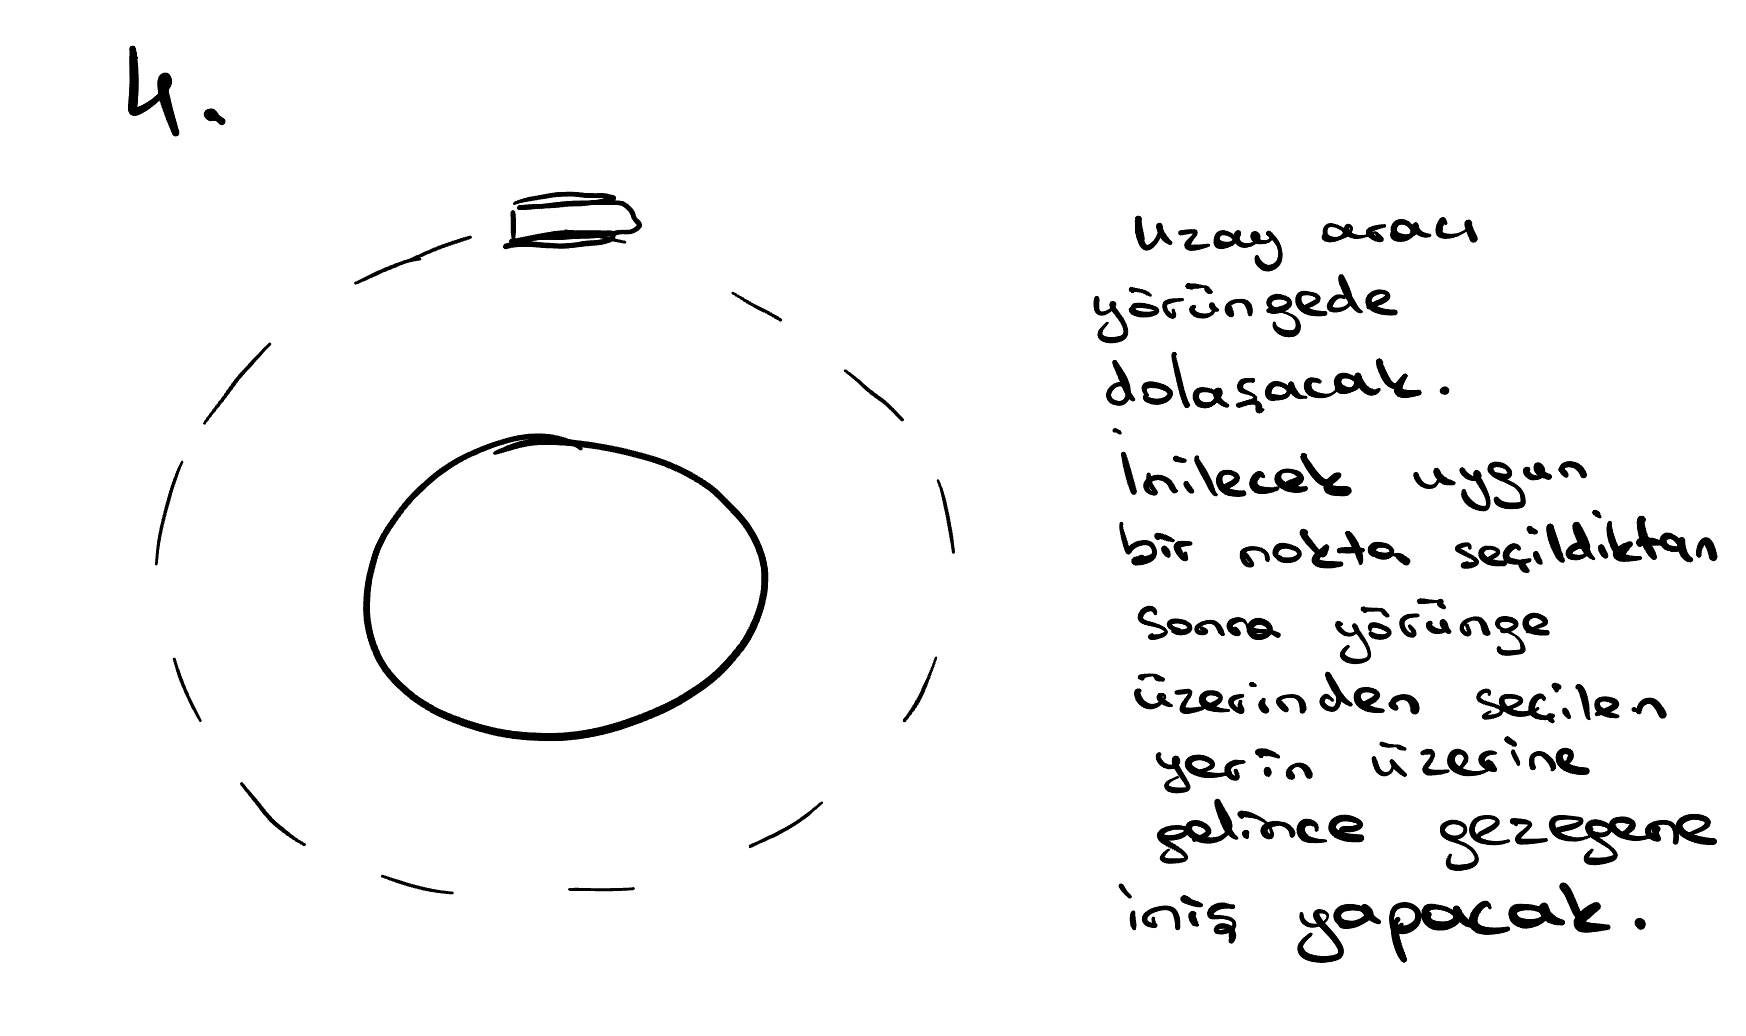 4.
Uzay aracı
yörüngede
dolaşacak.
İnilecek uygun
bir nokta seçildiktan
sonra yörünge
üzerinden seçilen
yerin üzerine
gelince gezegene
iniş yapacak.